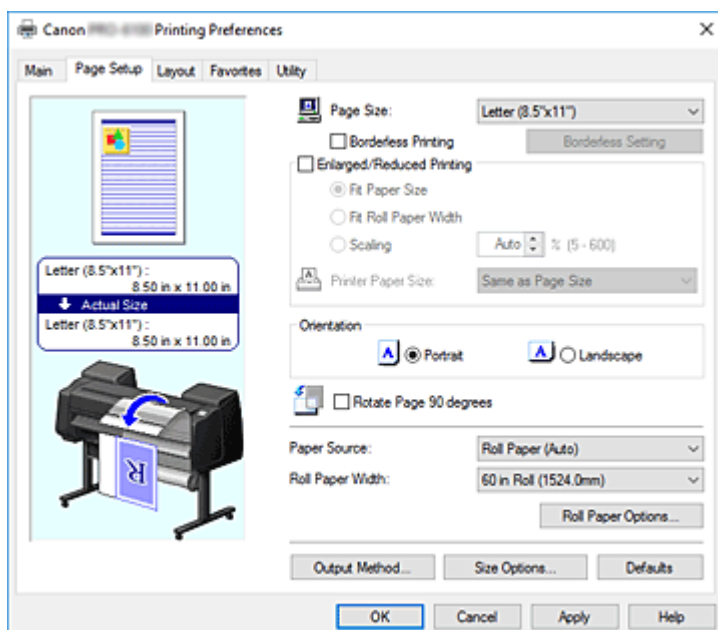 Canon Printing Preferences
Main Page Setup Layout Favorites Utility
Page Size: Letter (8.5"x11")
Borderless Printing Borderless Setting
Enlarged/Reduced Printing
Fit Paper Size
Fit Roll Paper Width
Scaling Auto % (5 - 600)
Printer Paper Size: Same as Page Size
Letter (8.5"x11") :
8.50 in x 11.00 in
Actual Size
Letter (8.5"x11") :
8.50 in x 11.00 in
Orientation
A Portrait A Landscape
Rotate Page 90 degrees
R
Paper Source: Roll Paper (Auto)
Roll Paper Width: 60 in Roll (1524.0mm)
Roll Paper Options...
Output Method... Size Options... Defaults
OK Cancel Apply Help